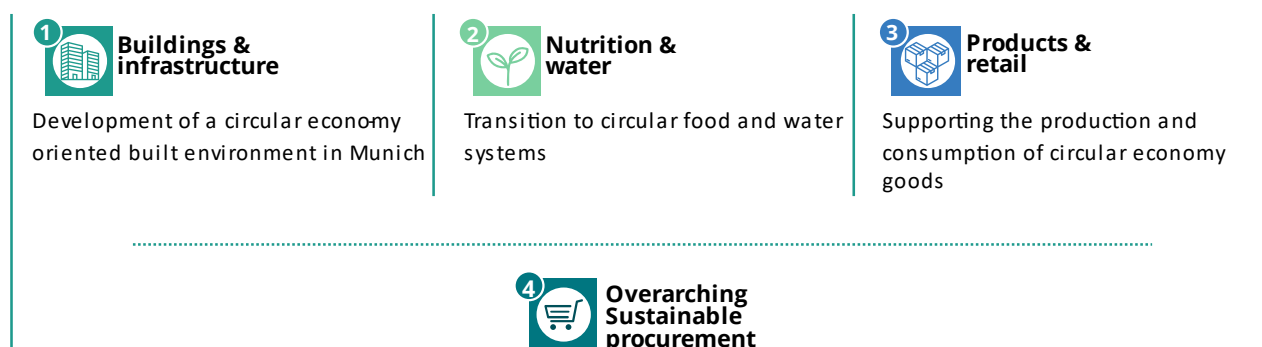 1
Buildings &
infrastructure
Development of a circular economy
oriented built environment in Munich
2
Nutrition &
water
Transition to circular food and water
systems
3
Products &
retail
Supporting the production and
consumption of circular economy
goods
4
Overarching
Sustainable
procurement